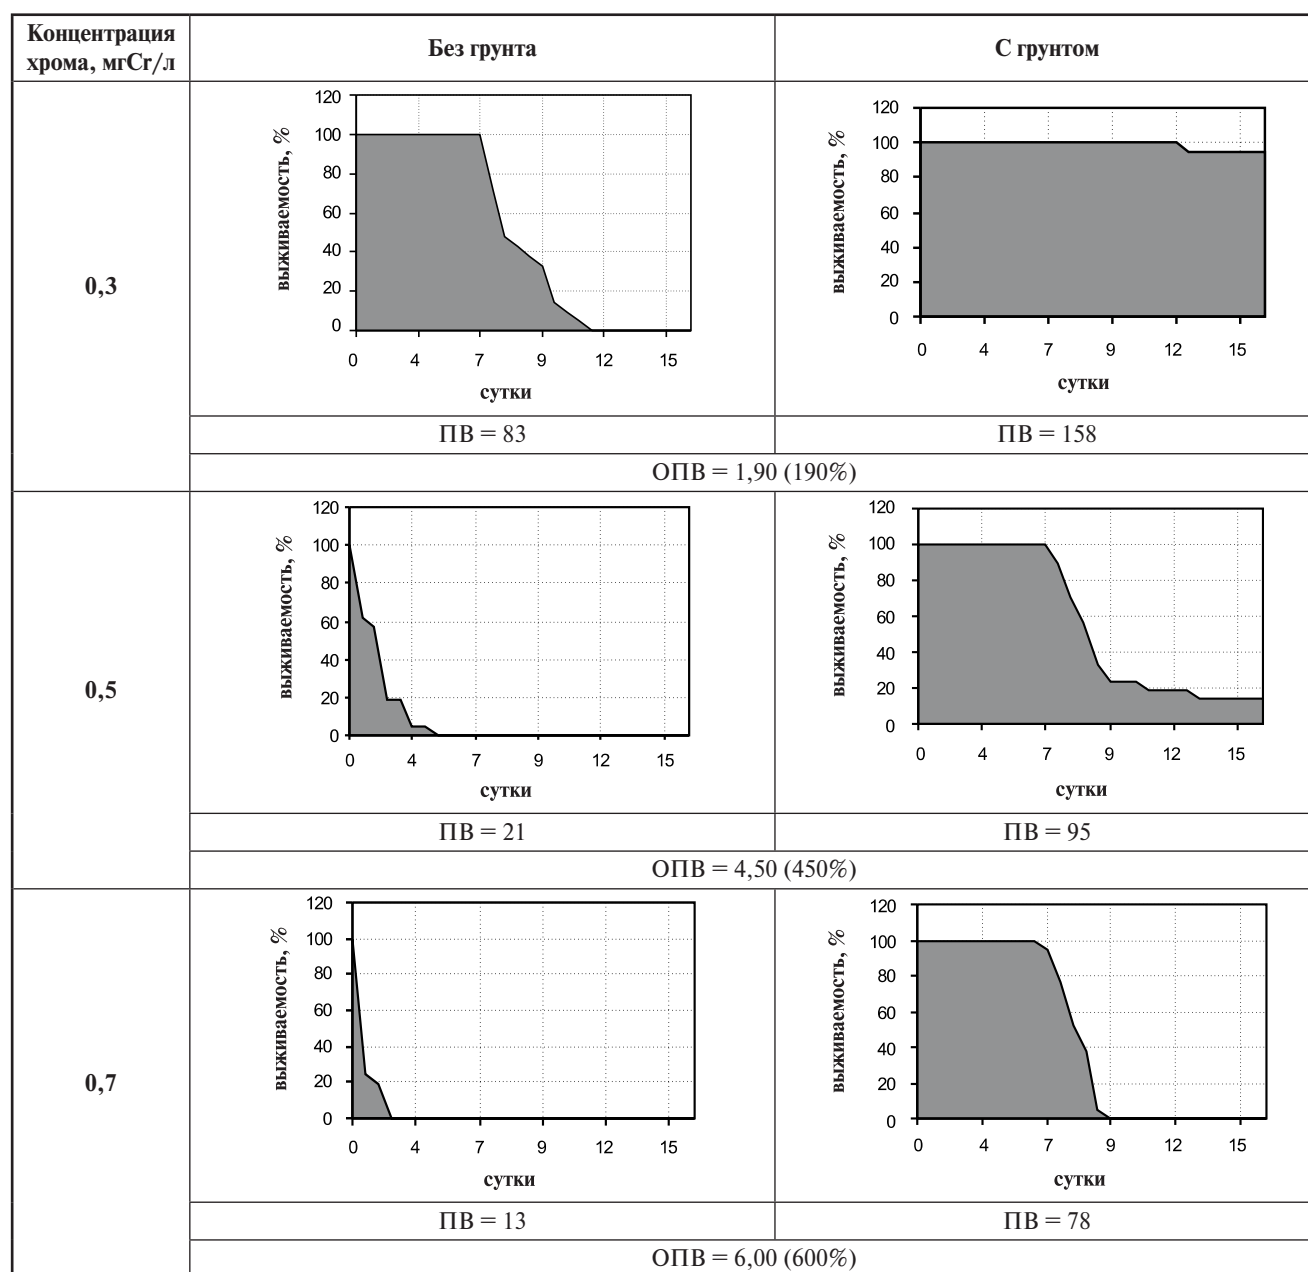 Концентрация
хрома, мгCr/л
Без грунта
С грунтом
0,3
выживаемость, %
120
100
80
60
40
20
0
0 4 7 9 12 15
сутки
выживаемость, %
120
100
80
60
40
20
0
0 4 7 9 12 15
сутки
ПВ = 83
ПВ = 158
ОПВ = 1,90 (190%)
0,5
выживаемость, %
120
100
80
60
40
20
0
0 4 7 9 12 15
сутки
выживаемость, %
120
100
80
60
40
20
0
0 4 7 9 12 15
сутки
ПВ = 21
ПВ = 95
ОПВ = 4,50 (450%)
0,7
выживаемость, %
120
100
80
60
40
20
0
0 4 7 9 12 15
сутки
выживаемость, %
120
100
80
60
40
20
0
0 4 7 9 12 15
сутки
ПВ = 13
ПВ = 78
ОПВ = 6,00 (600%)